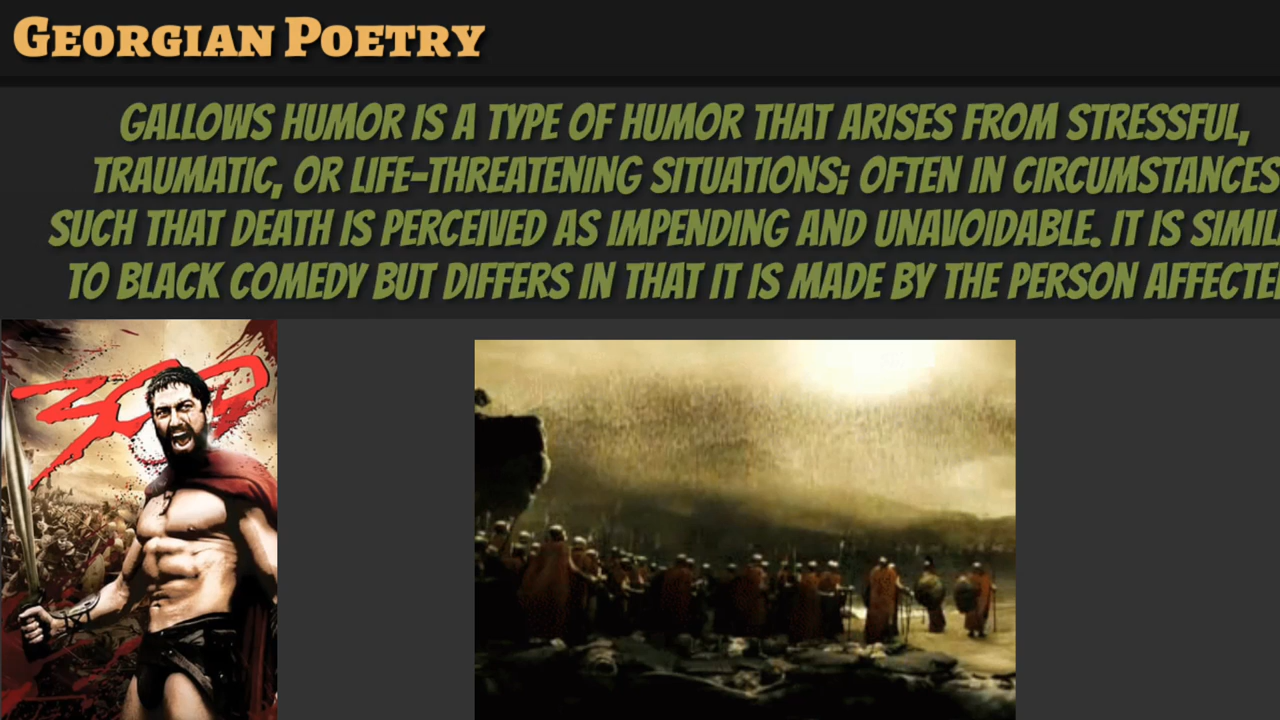 Georgian Poetry
GALLOWS HUMOR IS A TYPE OF HUMOR THAT ARISES FROM STRESSFUL,
TRAUMATIC, OR LIFE-THREATENING SITUATIONS; OFTEN IN CIRCUMSTANCES
SUCH THAT DEATH IS PERCEIVED AS IMPENDING AND UNAVOIDABLE. IT IS
TO BLACK COMEDY BUT DIFFERS IN THAT IT IS MADE BY THE PERSON
300